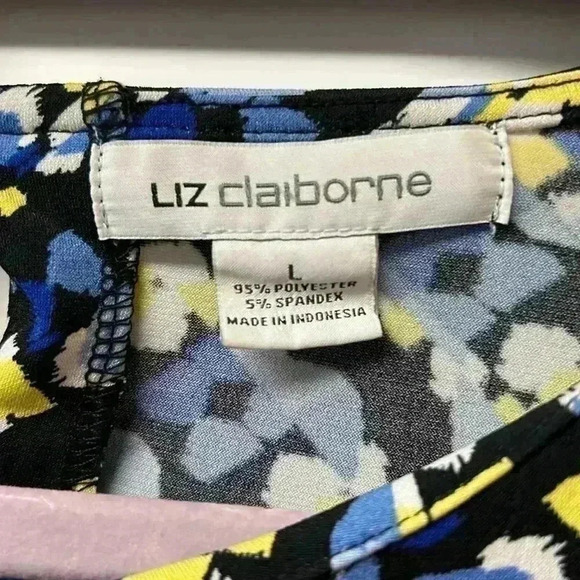 LIZ claiborne
L
95% POLYESTER
5% SPANDEX
MADE IN INDONESIA